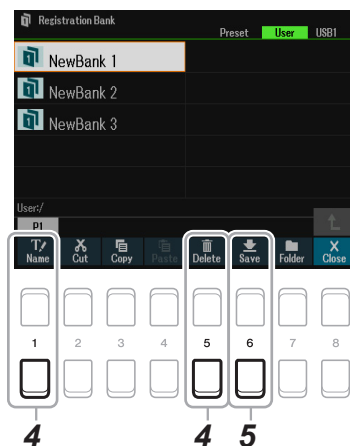 Registration Bank
Preset User USB1
NewBank 1
NewBank 2
NewBank 3
User:/
P1
Name Cut Copy Paste Delete Save Folder Close
1 2 3 4 5 6 7 8
4 4 5